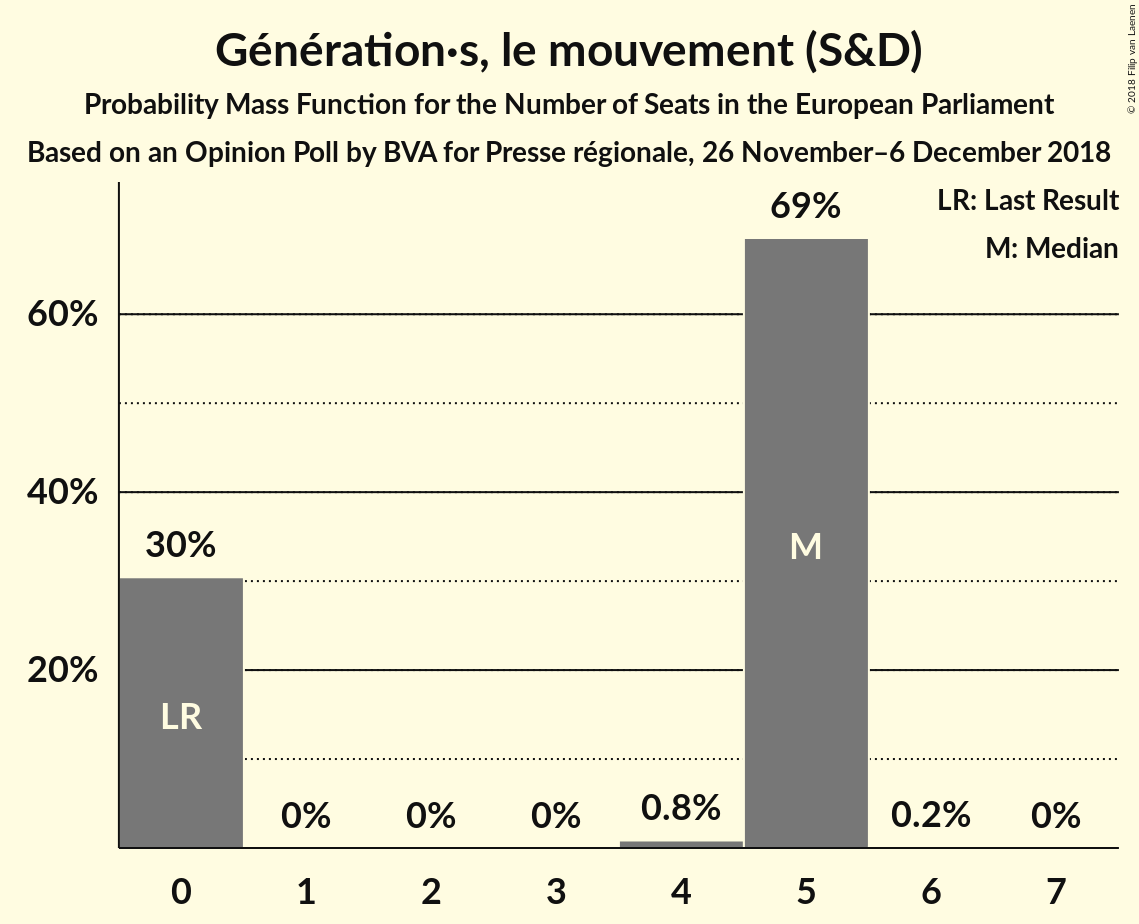 Génération·s, le mouvement (S&D)
Probability Mass Function for the Number of Seats in the European Parliament
Based on an Opinion Poll by BVA for Presse régionale, 26 November–6 December 2018
© 2018 Filip van Laenen
LR: Last Result
M: Median
69%
60%
40%
30%
M
20%
LR
0% 0% 0% 0.8% 0.2% 0%
0 1 2 3 4 5 6 7